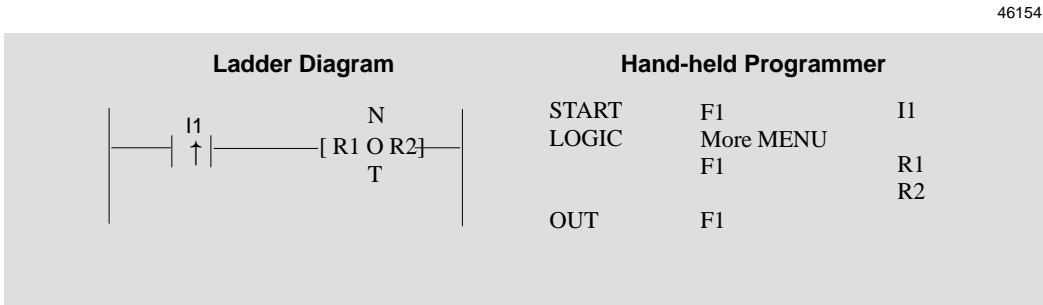 46154
Ladder Diagram
Hand-held Programmer
I1
↑
N
[ R1 O R2]
T
START F1 I1
LOGIC More MENU
F1 R1
R2
OUT F1